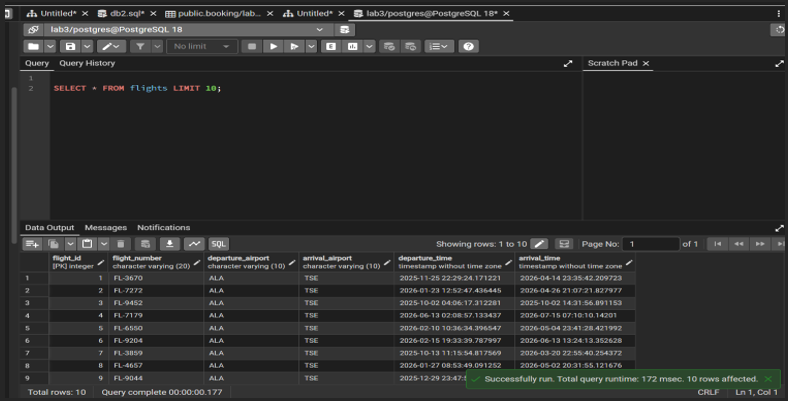 Untitled* × db2.sql* × public.booking/lab... × Untitled* × lab3/postgres@PostgreSQL 18* ×
lab3/postgres@PostgreSQL 18
No limit
Query Query History Scratch Pad ×
1
2 SELECT * FROM flights LIMIT 10;
Data Output Messages Notifications
SQL Showing rows: 1 to 10 Page No: 1 of 1
flight_id flight_number departure_airport arrival_airport departure_time arrival_time
[PK] integer character varying (20) character varying (10) character varying (10) timestamp without time zone timestamp without time zone
1 1 FL-3670 ALA TSE 2025-11-25 22:29:24.171221 2026-04-14 23:35:42.209723
2 2 FL-7272 ALA TSE 2026-01-23 12:52:47.436445 2026-04-26 21:07:21.827977
3 3 FL-9452 ALA TSE 2025-10-02 04:06:17.312281 2025-10-02 14:31:56.891153
4 4 FL-7179 ALA TSE 2026-06-13 02:08:57.133437 2026-07-15 07:10:10.14201
5 5 FL-6550 ALA TSE 2026-02-10 10:36:34.396547 2026-05-04 23:41:28.421992
6 6 FL-9204 ALA TSE 2026-02-15 19:33:39.787997 2026-06-13 13:24:13.352628
7 7 FL-3859 ALA TSE 2025-10-13 11:15:54.817569 2026-03-20 22:55:40.254372
8 8 FL-4657 ALA TSE 2026-01-27 08:53:49.091252 2026-05-02 20:31:55.121676
9 9 FL-9044 ALA TSE 2025-12-29 23:47:5
Successfully run. Total query runtime: 172 msec. 10 rows affected. ×
Total rows: 10 Query complete 00:00:00.177 CRLF Ln 1, Col 1